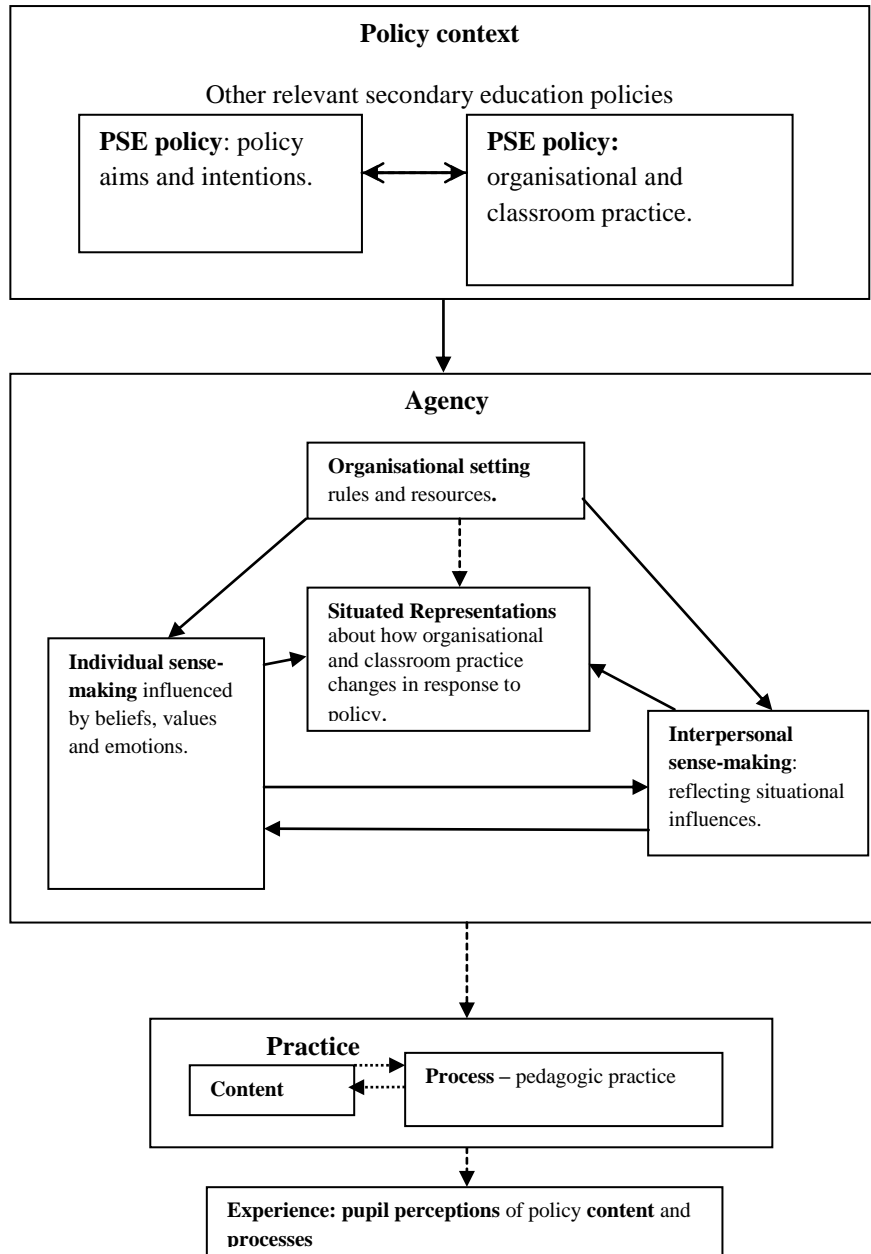 Policy context
Other relevant secondary education policies
PSE policy: policy
aims and intentions.
PSE policy:
organisational and
classroom practice.
Agency
Organisational setting
rules and resources.
Situated Representations
about how organisational
and classroom practice
changes in response to
policy.
Individual sense-
making influenced
by beliefs, values
and emotions.
Interpersonal
sense-making:
reflecting situational
influences.
Practice
Content
Process – pedagogic practice
Experience: pupil perceptions of policy content and
processes